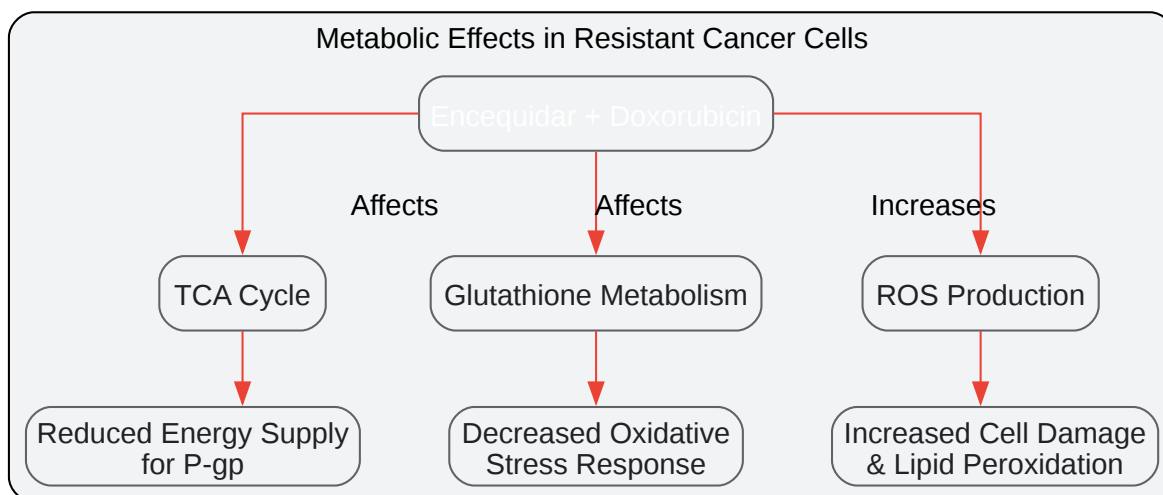 Metabolic Effects in Resistant Cancer Cells
Encequidar + Doxorubicin
Affects
Affects
Increases
TCA Cycle
Glutathione Metabolism
ROS Production
Reduced Energy Supply
for P-gp
Decreased Oxidative
Stress Response
Increased Cell Damage
& Lipid Peroxidation